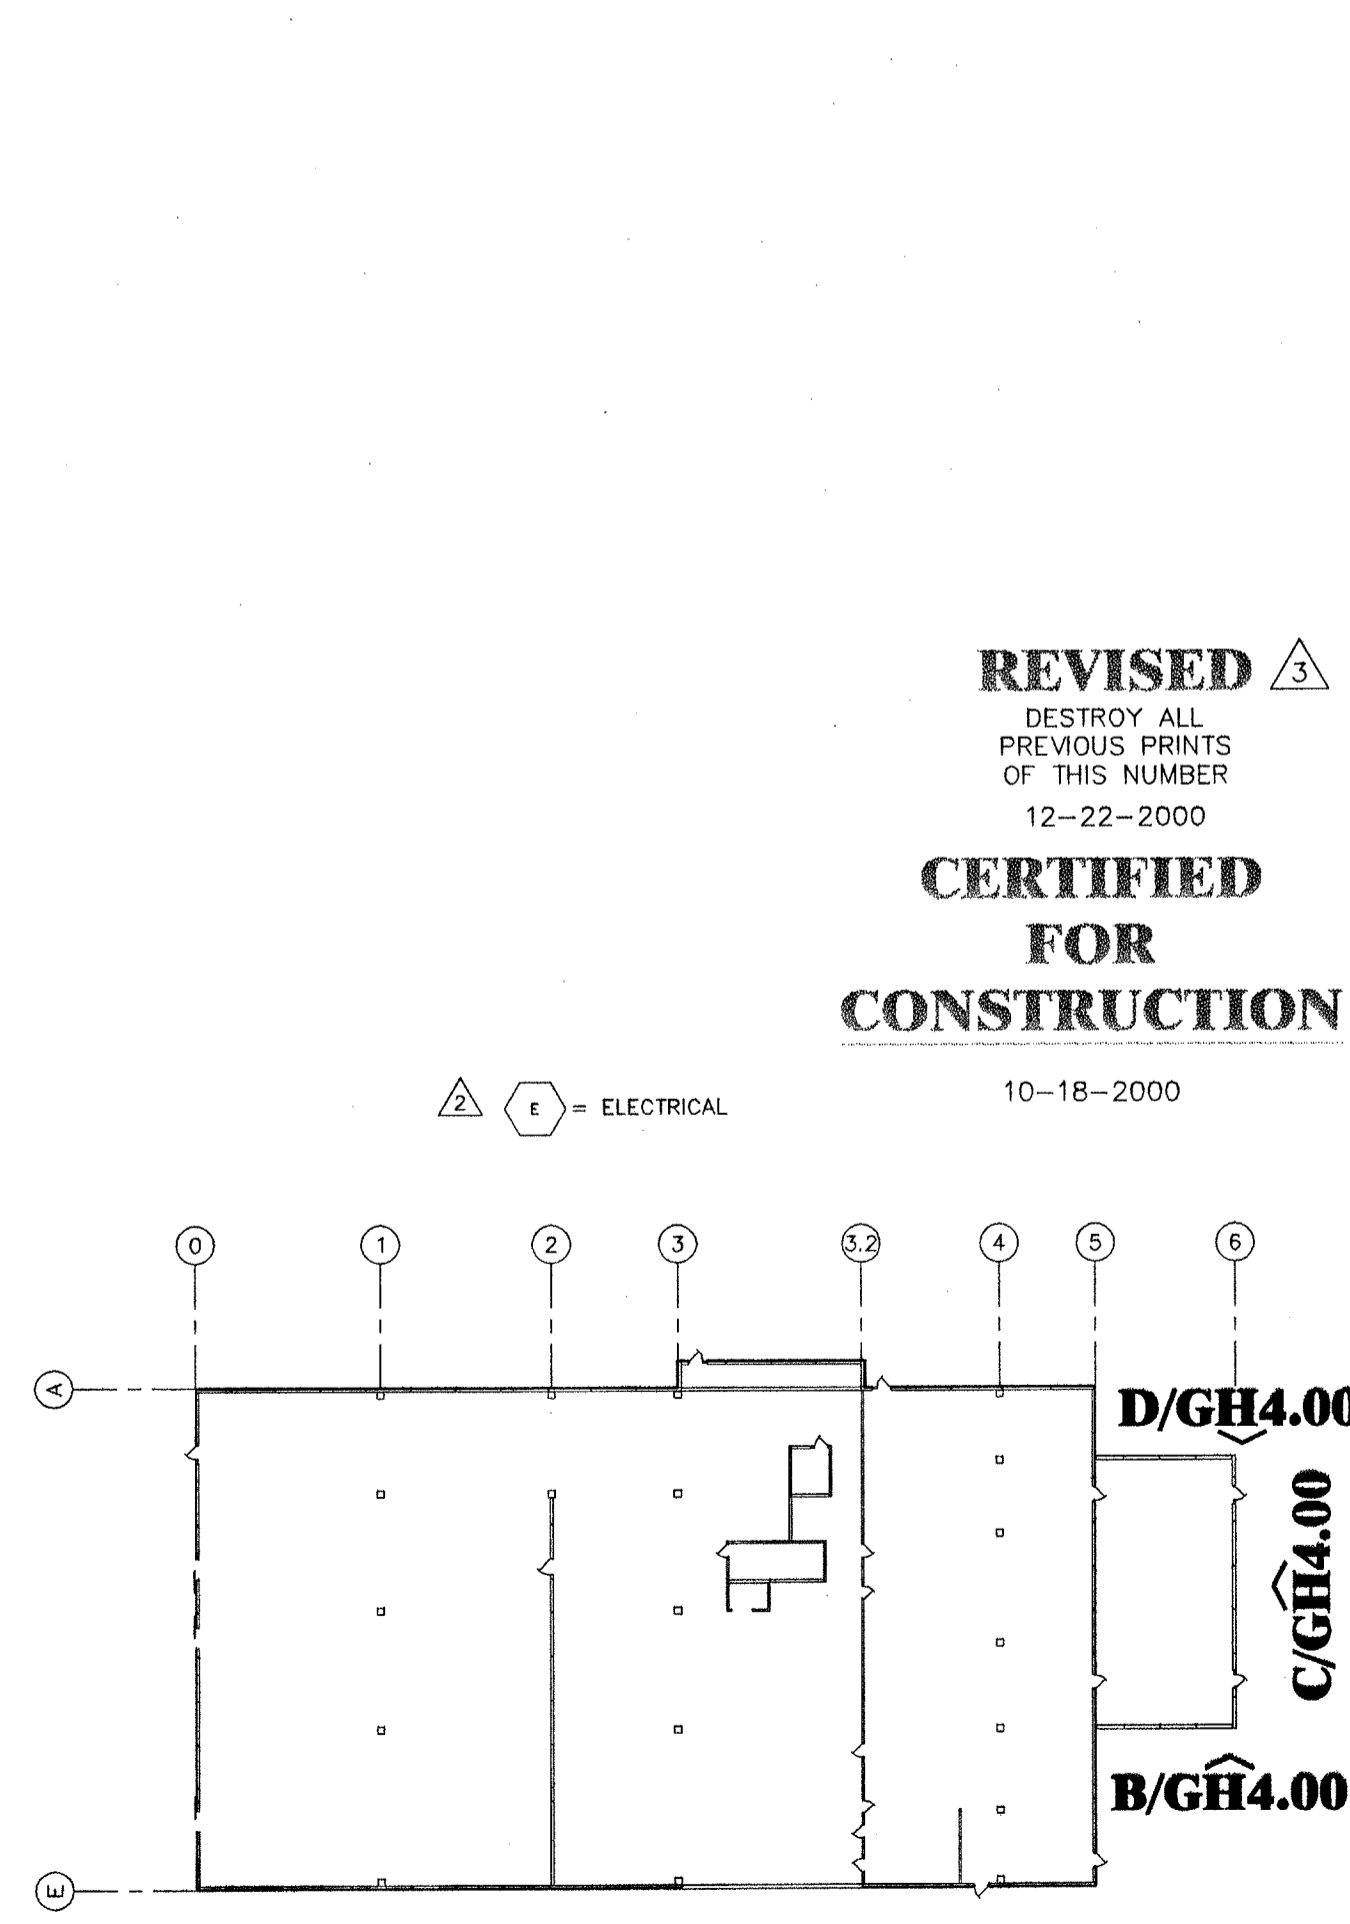 REVISED 3
DESTROY ALL
PREVIOUS PRINTS
OF THIS NUMBER
12-22-2000
CERTIFIED
FOR
CONSTRUCTION
10-18-2000
2 E = ELECTRICAL
0 1 2 3 3.2 4 5 6
A
D/GH4.00
C/GH4.00
B/GH4.00
E